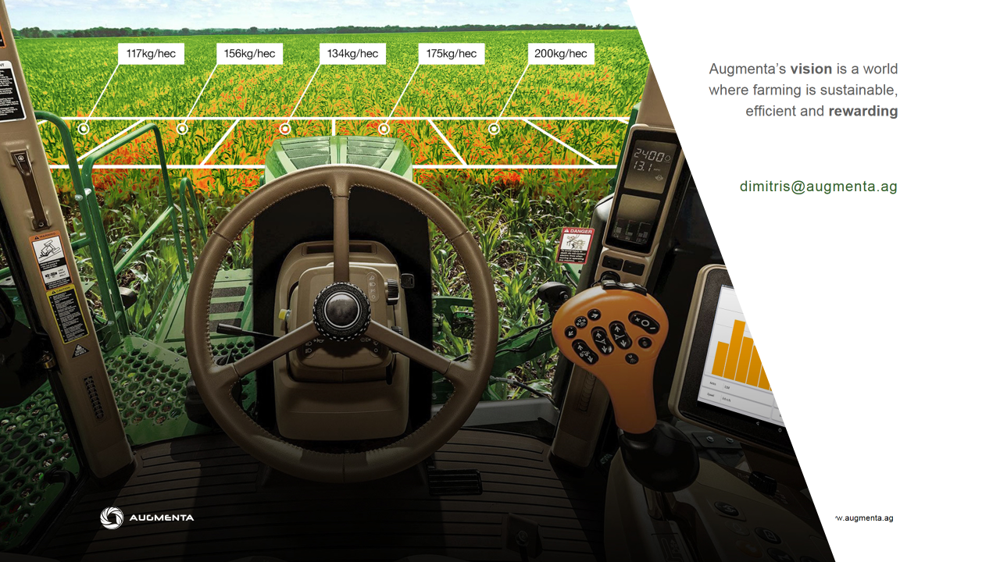 117kg/hec 156kg/hec 134kg/hec 175kg/hec 200kg/hec
Augmenta's vision is a world
where farming is sustainable,
efficient and rewarding
dimitris@augmenta.ag
2400
13.1
DANGER
AUGMENTA
w.augmenta.ag